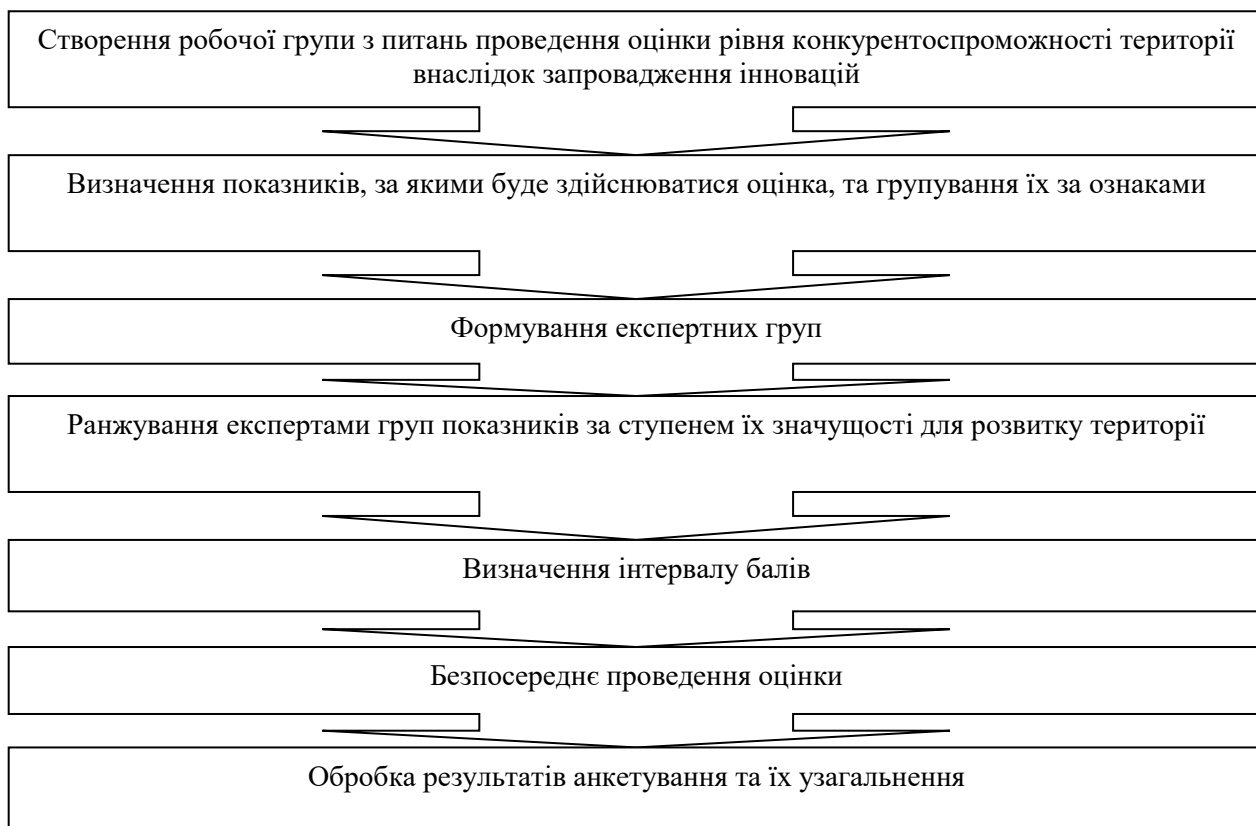 Створення робочої групи з питань проведення оцінки рівня конкурентоспроможності території
внаслідок запровадження інновацій
Визначення показників, за якими буде здійснюватися оцінка, та групування їх за ознаками
Формування експертних груп
Ранжування експертами груп показників за ступенем їх значущості для розвитку території
Визначення інтервалу балів
Безпосереднє проведення оцінки
Обробка результатів анкетування та їх узагальнення